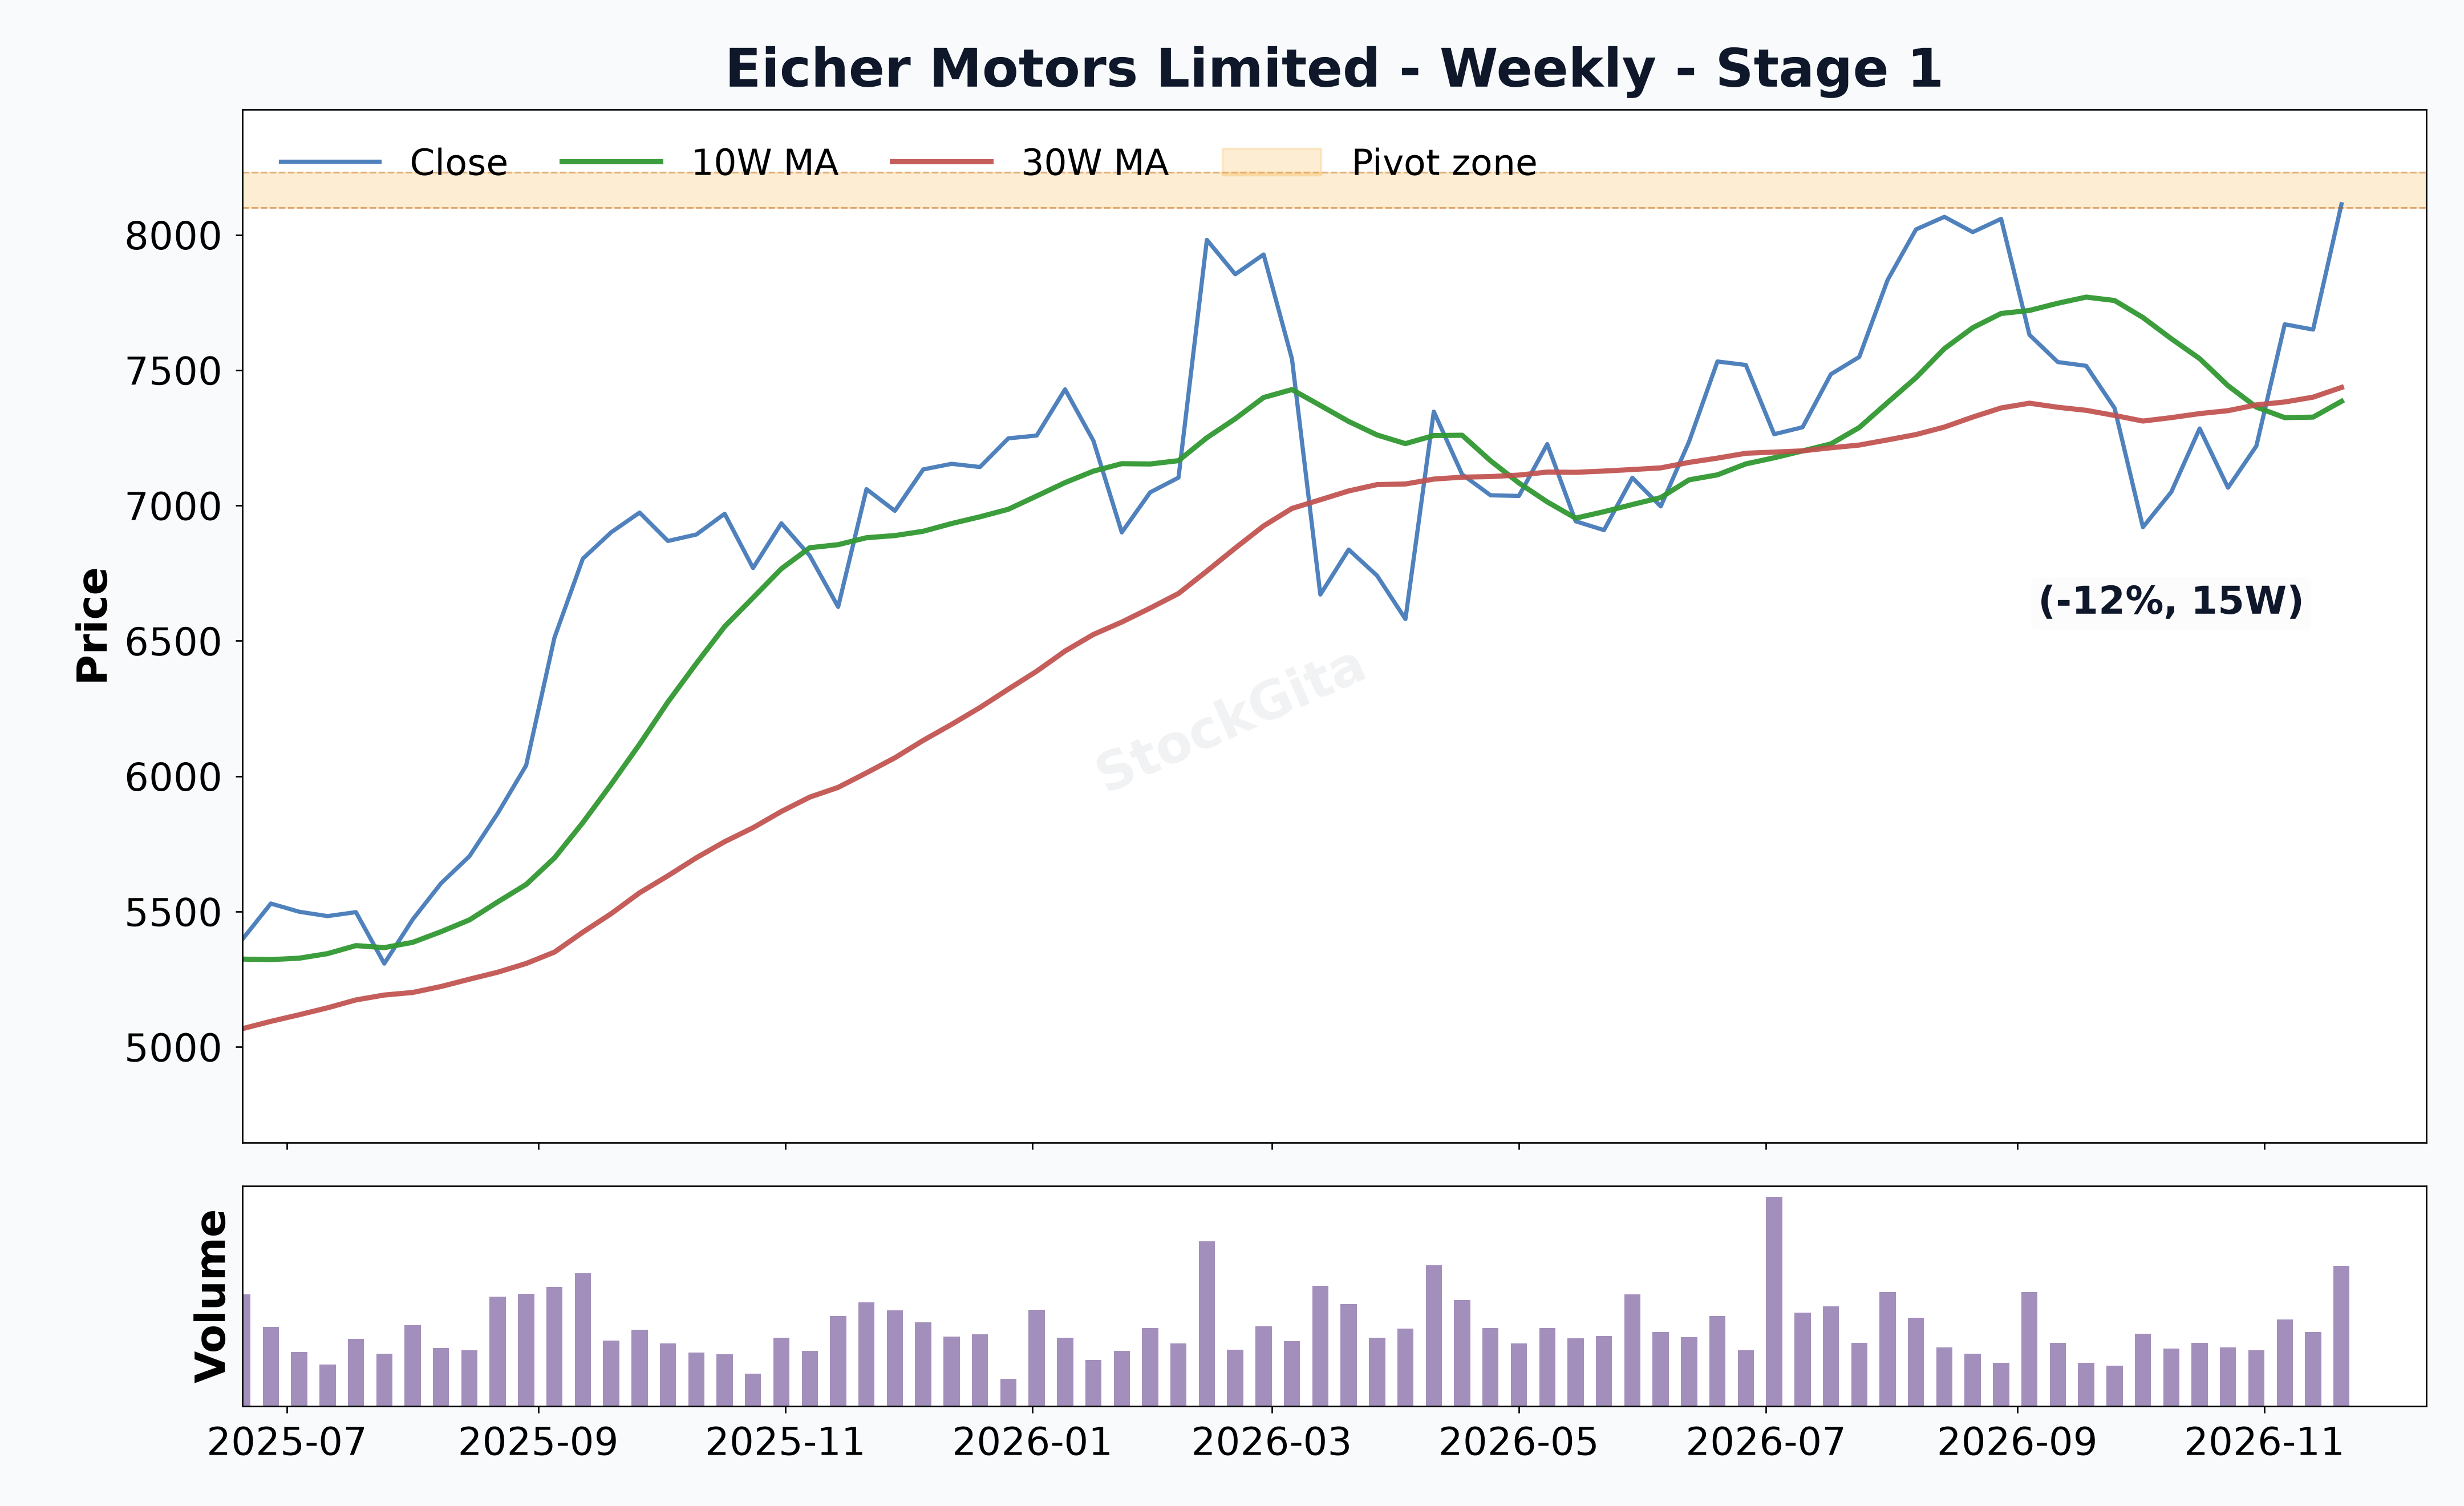 Eicher Motors Limited - Weekly - Stage 1
Close 10W MA 30W MA Pivot zone
8000
7500
7000
6500
6000
5500
5000
Price
(-12%, 15W)
StockGita
Volume
2025-07 2025-09 2025-11 2026-01 2026-03 2026-05 2026-07 2026-09 2026-11